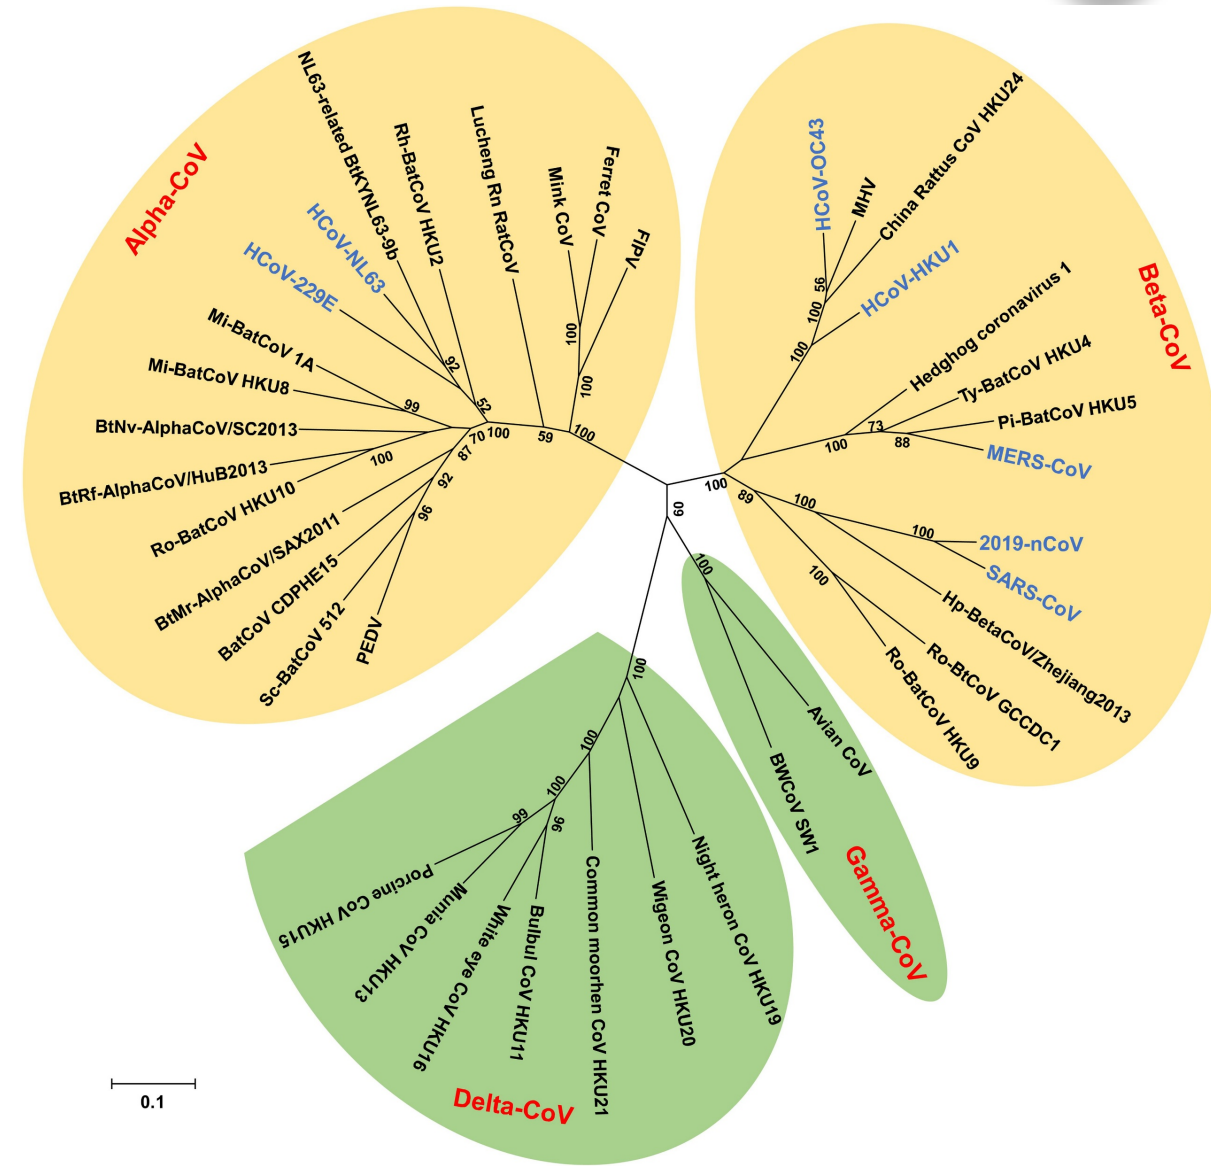 Alpha-CoV
NL63-related BtKYNL63-9b
Rh-BatCoV HKU2
Lucheng Rn RatCoV
Mink CoV
Ferret CoV
FIPV
HCoV-NL63
HCoV-229E
Mi-BatCoV 1A
Mi-BatCoV HKU8
BtNv-AlphaCoV/SC2013
BtRf-AlphaCoV/HuB2013
Ro-BatCoV HKU10
BtMr-AlphaCoV/SAX2011
BatCoV CDPHE15
Sc-BatCoV 512
PEDV
92
52
99
100
70
100
87
92
96
59
100
100
100
Beta-CoV
HCoV-OC43
MHV
China Rattus CoV HKU24
HCoV-HKU1
Hedghog coronavirus 1
Ty-BatCoV HKU4
Pi-BatCoV HKU5
MERS-CoV
2019-nCoV
SARS-CoV
Hp-BetaCoV/Zhejiang2013
Ro-BtCoV GCCDC1
Ro-BatCoV HKU9
56
100
100
73
88
100
100
89
100
100
100
60
100
Avian CoV
BWCoV SW1
Gamma-CoV
100
100
100
99
96
Night heron CoV HKU19
Wigeon CoV HKU20
Common moorhen CoV HKU21
Bulbul CoV HKU11
White eye CoV HKU16
Munia CoV HKU13
Porcine CoV HKU15
Delta-CoV
0.1